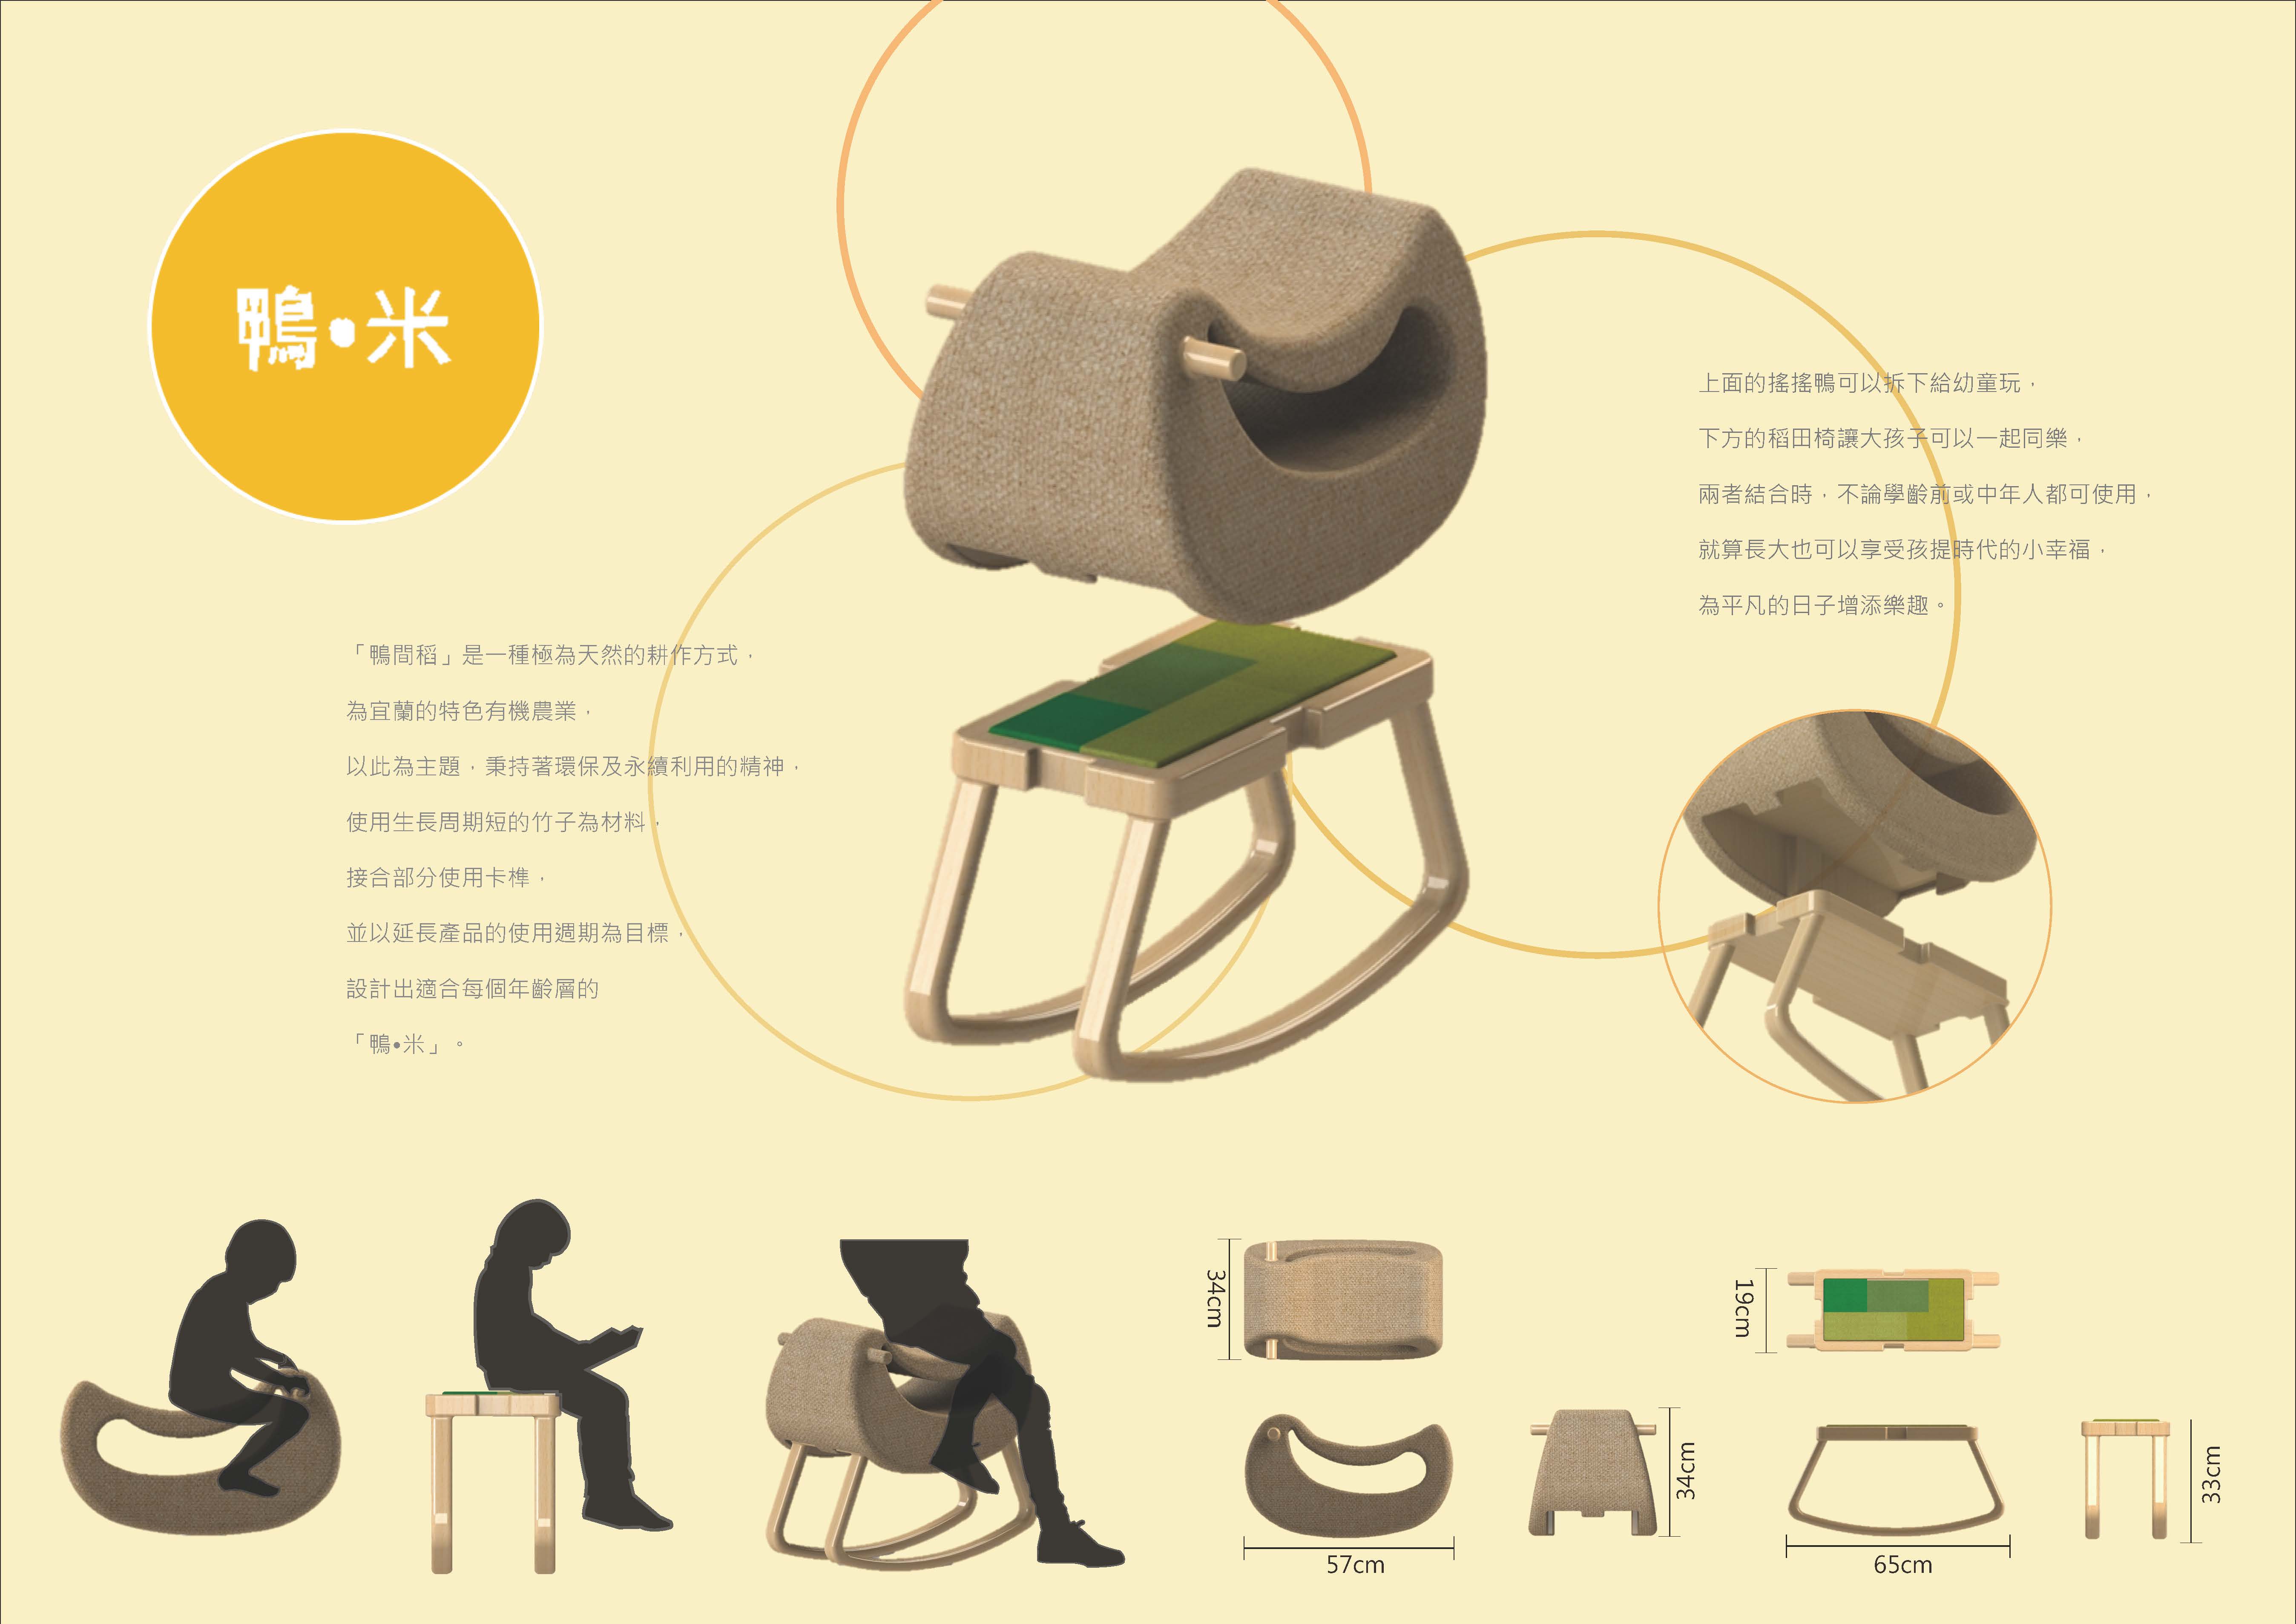 鴨•米
「鴨間稻」是一種極為天然的耕作方式，
為宜蘭的特色有機農業，
以此為主題，秉持著環保及永續利用的精神，
使用生長周期短的竹子為材料，
接合部分使用卡榫，
並以延長產品的使用週期為目標，
設計出適合每個年齡層的
「鴨•米」。
上面的搖搖鴨可以拆下給幼童玩，
下方的稻田椅讓大孩子可以一起同樂，
兩者結合時，不論學齡前或中年人都可使用，
就算長大也可以享受孩提時代的小幸福，
為平凡的日子增添樂趣。
34cm
57cm
34cm
19cm
65cm
33cm